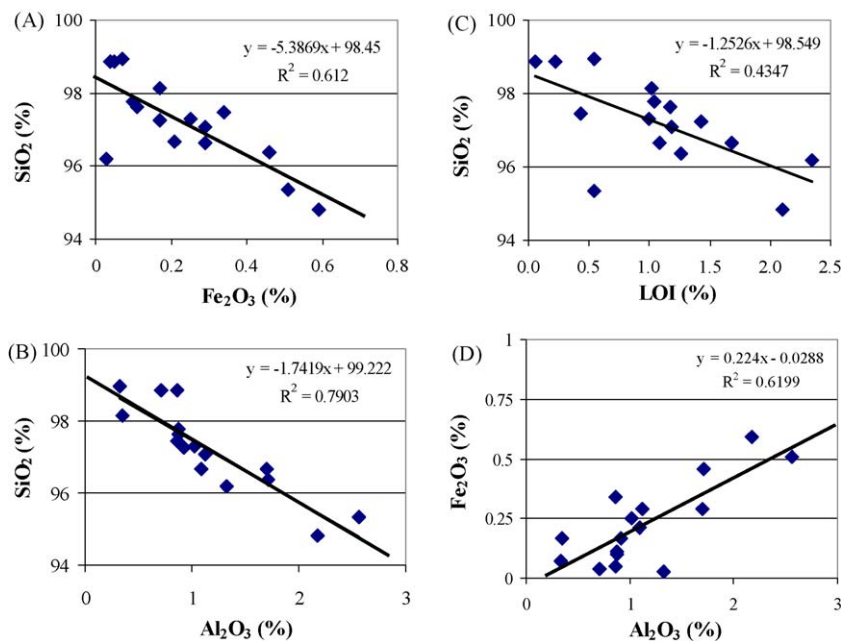 (A)
100
98
96
94
SiO₂ (%)
y = -5.3869x + 98.45
R² = 0.612
0 0.2 0.4 0.6 0.8
Fe₂O₃ (%)
(C)
100
98
96
94
SiO₂ (%)
y = -1.2526x + 98.549
R² = 0.4347
0.0 0.5 1.0 1.5 2.0 2.5
LOI (%)
(B)
100
98
96
94
SiO₂ (%)
y = -1.7419x + 99.222
R² = 0.7903
0 1 2 3
Al₂O₃ (%)
(D)
1
0.75
0.5
0.25
0
Fe₂O₃ (%)
y = 0.224x - 0.0288
R² = 0.6199
0 1 2 3
Al₂O₃ (%)